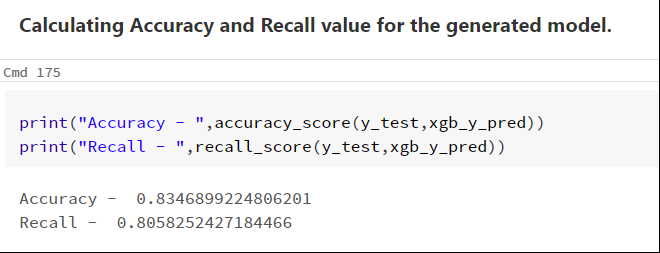 Calculating Accuracy and Recall value for the generated model.
Cmd 175
print("Accuracy - ",accuracy_score(y_test,xgb_y_pred))
print("Recall - ",recall_score(y_test,xgb_y_pred))
Accuracy -  0.8346899224806201
Recall -  0.8058252427184466